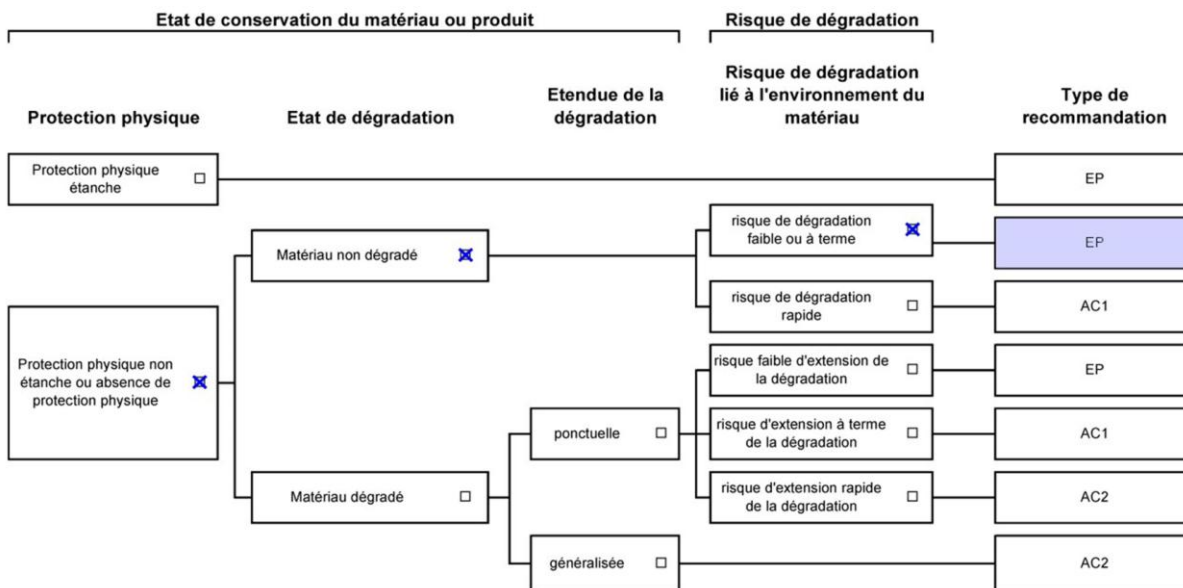 Etat de conservation du matériau ou produit
Risque de dégradation
Protection physique
Etat de dégradation
Etendue de la
dégradation
Risque de dégradation
lié à l'environnement du
matériau
Type de
recommandation
Protection physique
étanche
EP
risque de dégradation
faible ou à terme
EP
Matériau non dégradé
risque de dégradation
rapide
AC1
Protection physique non
étanche ou absence de
protection physique
risque faible d'extension de
la dégradation
EP
ponctuelle
risque d'extension à terme
de la dégradation
AC1
Matériau dégradé
risque d'extension rapide
de la dégradation
AC2
généralisée
AC2